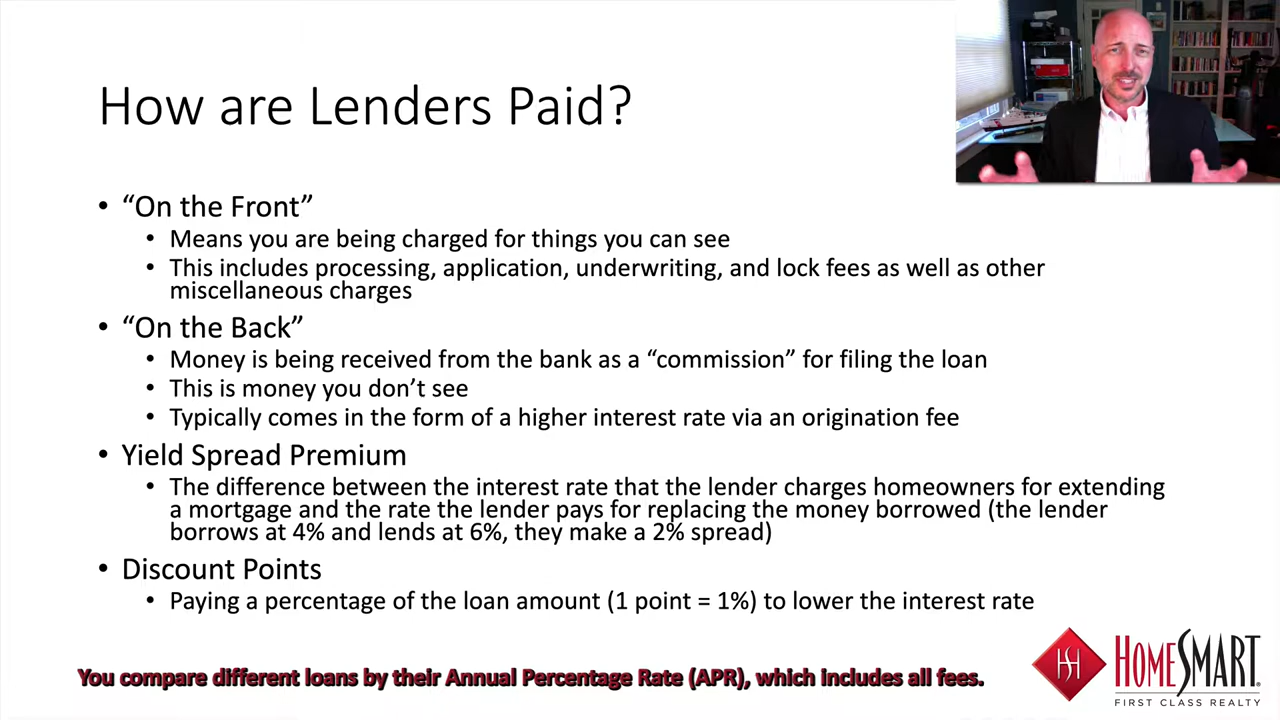 How are Lenders Paid?
• “On the Front”
• Means you are being charged for things you can see
• This includes processing, application, underwriting, and lock fees as well as other
miscellaneous charges
• “On the Back”
• Money is being received from the bank as a “commission” for filing the loan
• This is money you don’t see
• Typically comes in the form of a higher interest rate via an origination fee
• Yield Spread Premium
• The difference between the interest rate that the lender charges homeowners for extending
a mortgage and the rate the lender pays for replacing the money borrowed (the lender
borrows at 4% and lends at 6%, they make a 2% spread)
• Discount Points
• Paying a percentage of the loan amount (1 point = 1%) to lower the interest rate
You compare different loans by their Annual Percentage Rate (APR), which includes all fees.
HS HOMESMART®
FIRST CLASS REALTY